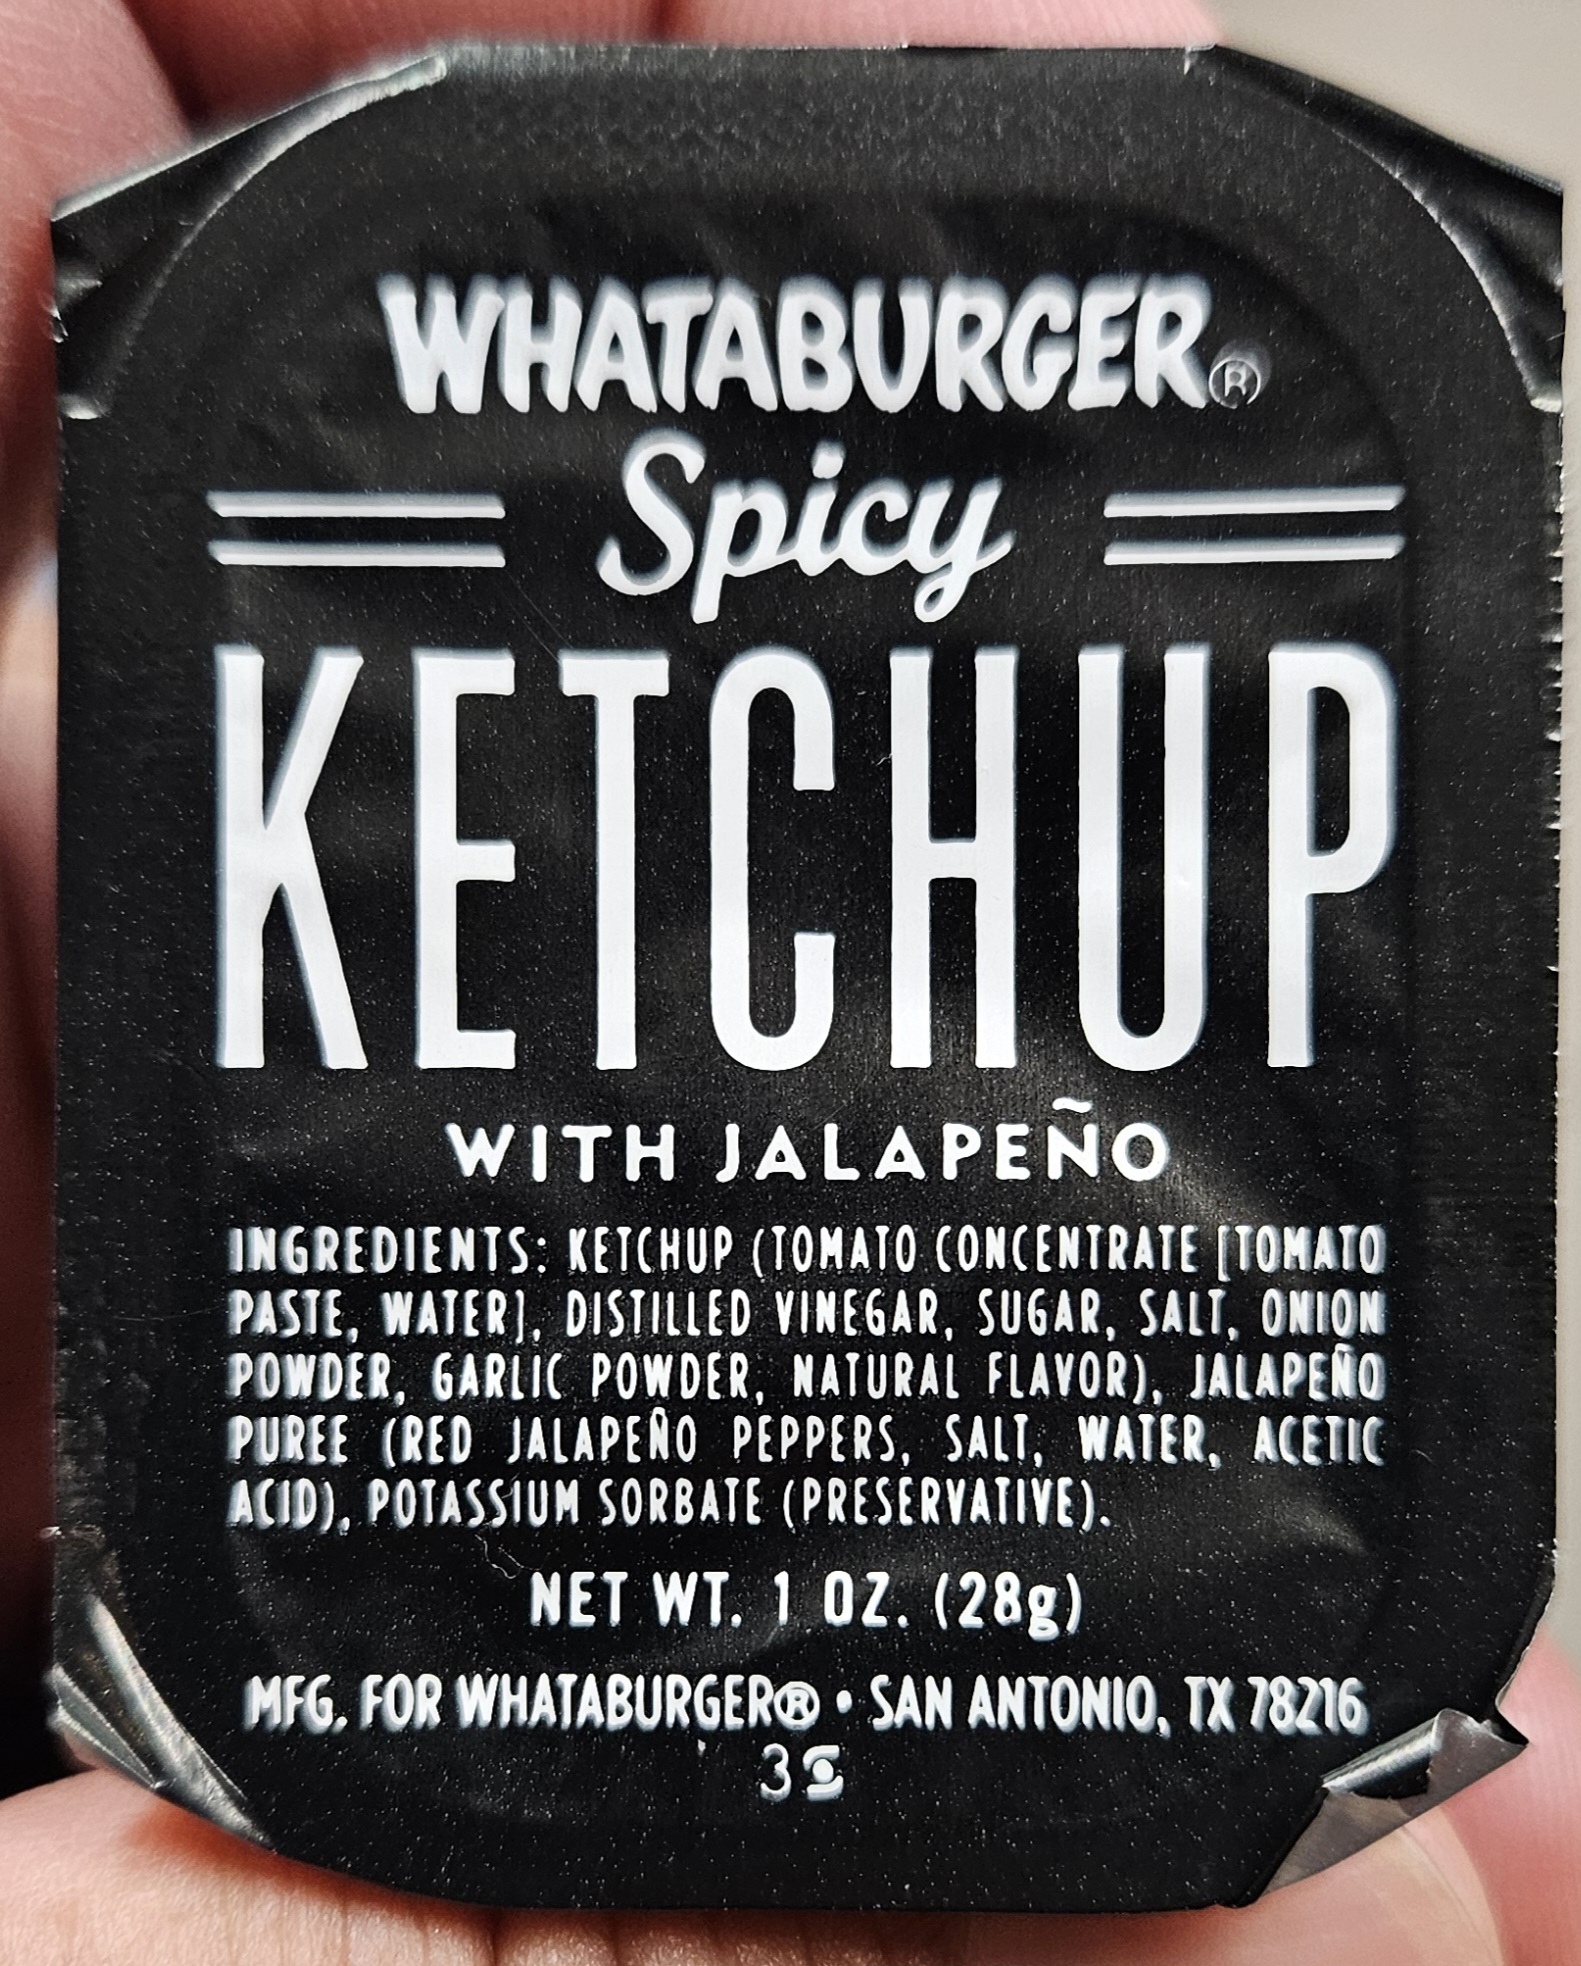 WHATABURGER®
Spicy
KETCHUP
WITH JALAPEÑO
INGREDIENTS: KETCHUP (TOMATO CONCENTRATE [TOMATO
PASTE, WATER], DISTILLED VINEGAR, SUGAR, SALT, ONION
POWDER, GARLIC POWDER, NATURAL FLAVOR), JALAPEÑO
PUREE (RED JALAPEÑO PEPPERS, SALT, WATER, ACETIC
ACID), POTASSIUM SORBATE (PRESERVATIVE).
NET WT. 1 OZ. (28g)
MFG. FOR WHATABURGER® • SAN ANTONIO, TX 78216
3